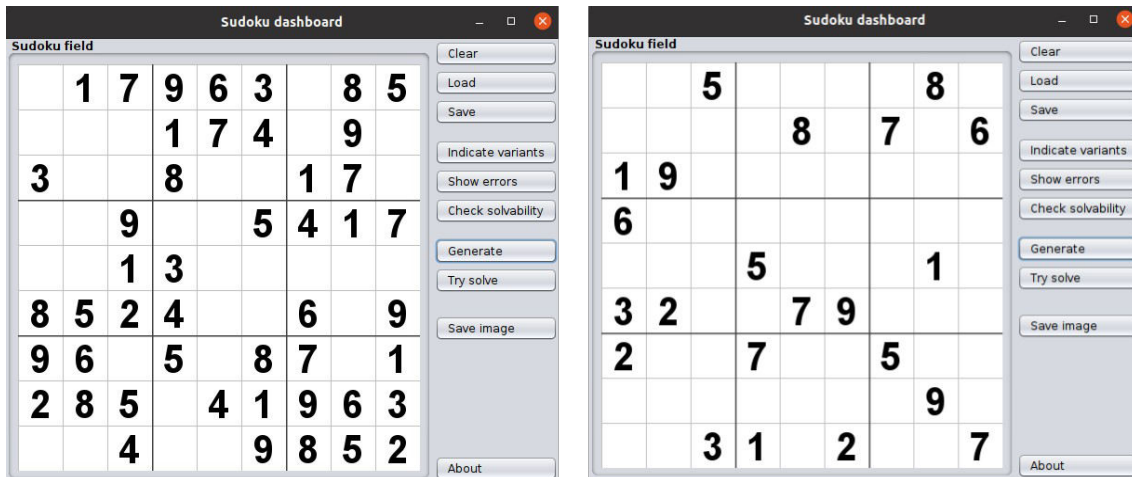 Sudoku dashboard
Sudoku field
1 7 9 6 3 8 5
1 7 4 9
3 8 1 7
9 5 4 1 7
1 3
8 5 2 4 6 9
9 6 5 8 7 1
2 8 5 4 1 9 6 3
4 9 8 5 2
Clear
Load
Save
Indicate variants
Show errors
Check solvability
Generate
Try solve
Save image
About
Sudoku dashboard
Sudoku field
5 8
8 7 6
1 9
6
5 1
3 2 7 9
2 7 5
9
3 1 2 7
Clear
Load
Save
Indicate variants
Show errors
Check solvability
Generate
Try solve
Save image
About